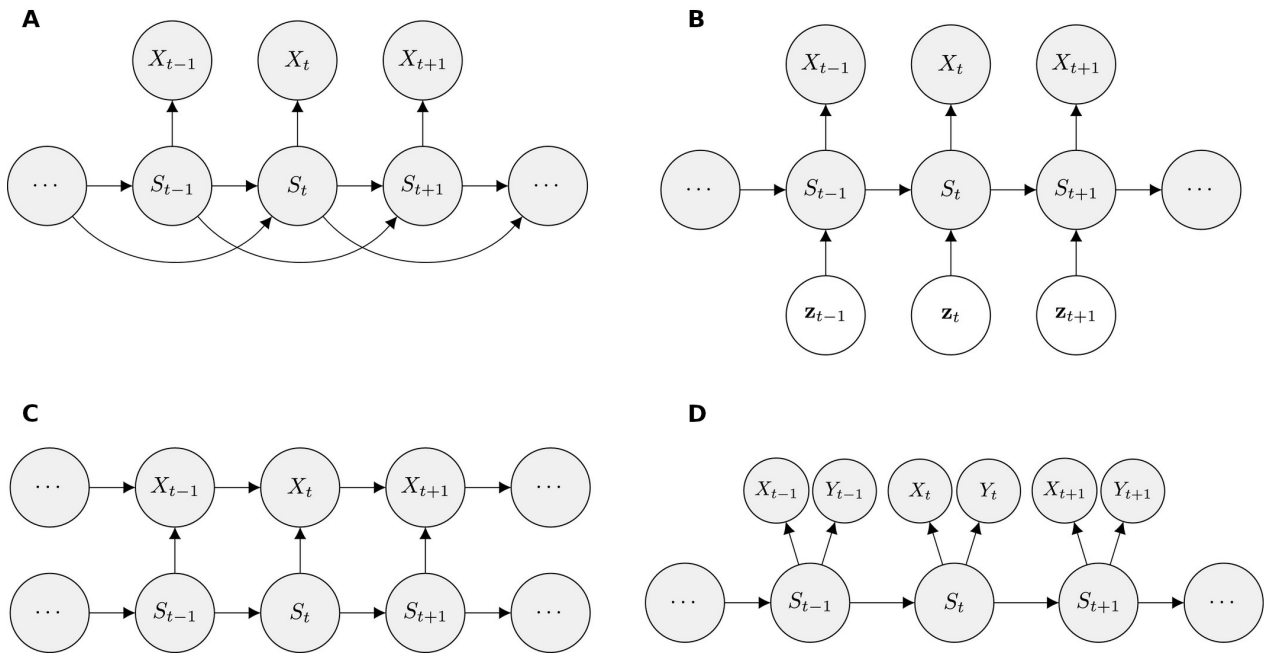 A
X_{t−1} X_t X_{t+1}
⋯ S_{t−1} S_t S_{t+1} ⋯
B
X_{t−1} X_t X_{t+1}
⋯ S_{t−1} S_t S_{t+1} ⋯
z_{t−1} z_t z_{t+1}
C
⋯ X_{t−1} X_t X_{t+1} ⋯
⋯ S_{t−1} S_t S_{t+1} ⋯
D
X_{t−1} Y_{t−1} X_t Y_t X_{t+1} Y_{t+1}
⋯ S_{t−1} S_t S_{t+1} ⋯